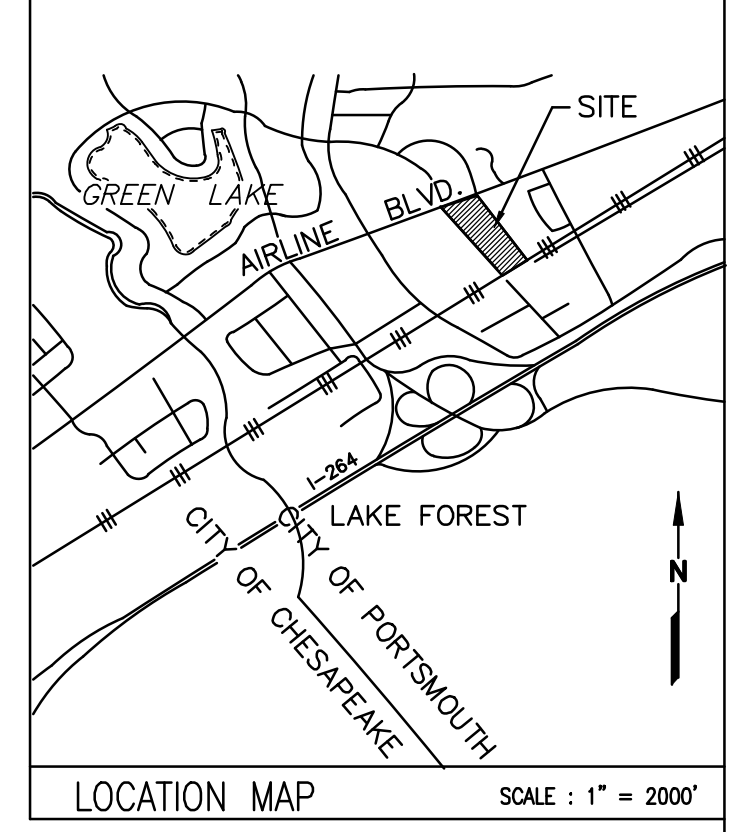 SITE
GREEN LAKE
AIRLINE BLVD.
I-264
LAKE FOREST
CITY OF PORTSMOUTH
CITY OF CHESAPEAKE
N
LOCATION MAP
SCALE : 1" = 2000'